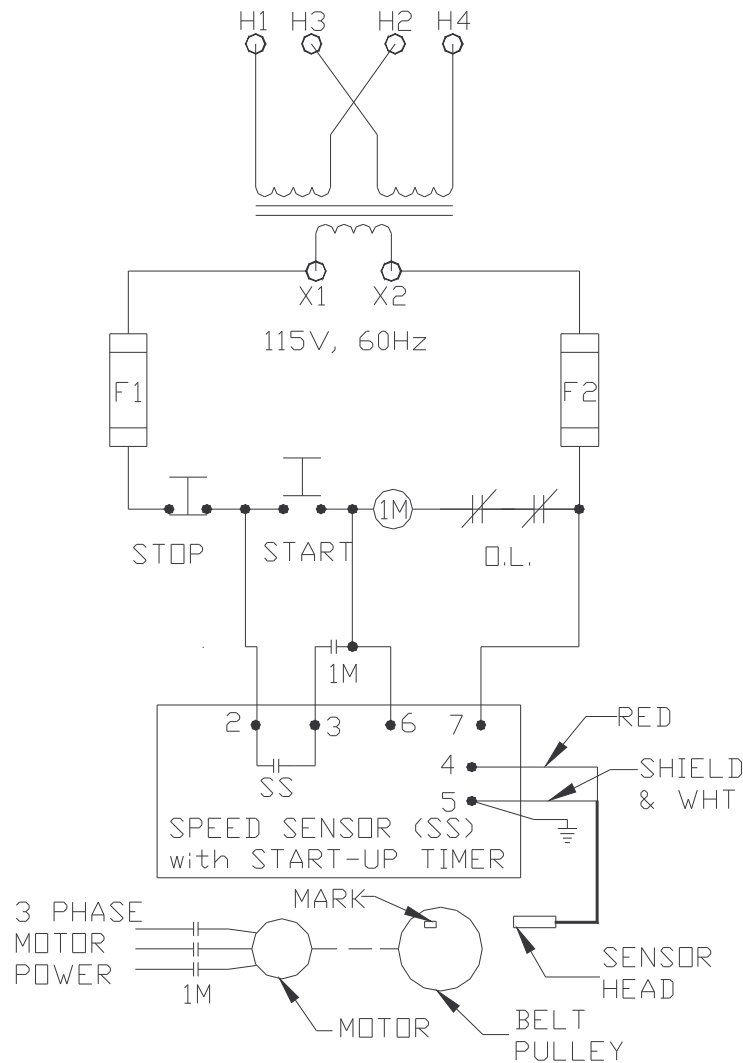 H1 H3 H2 H4
X1 X2
115V, 60Hz
F1 F2
1M
STOP START O.L.
1M
2 3 6 7
RED
4
SHIELD
& WHT
SS
5
SPEED SENSOR (SS)
with START-UP TIMER
MARK
3 PHASE
MOTOR
POWER
1M
SENSOR
HEAD
MOTOR
BELT
PULLEY